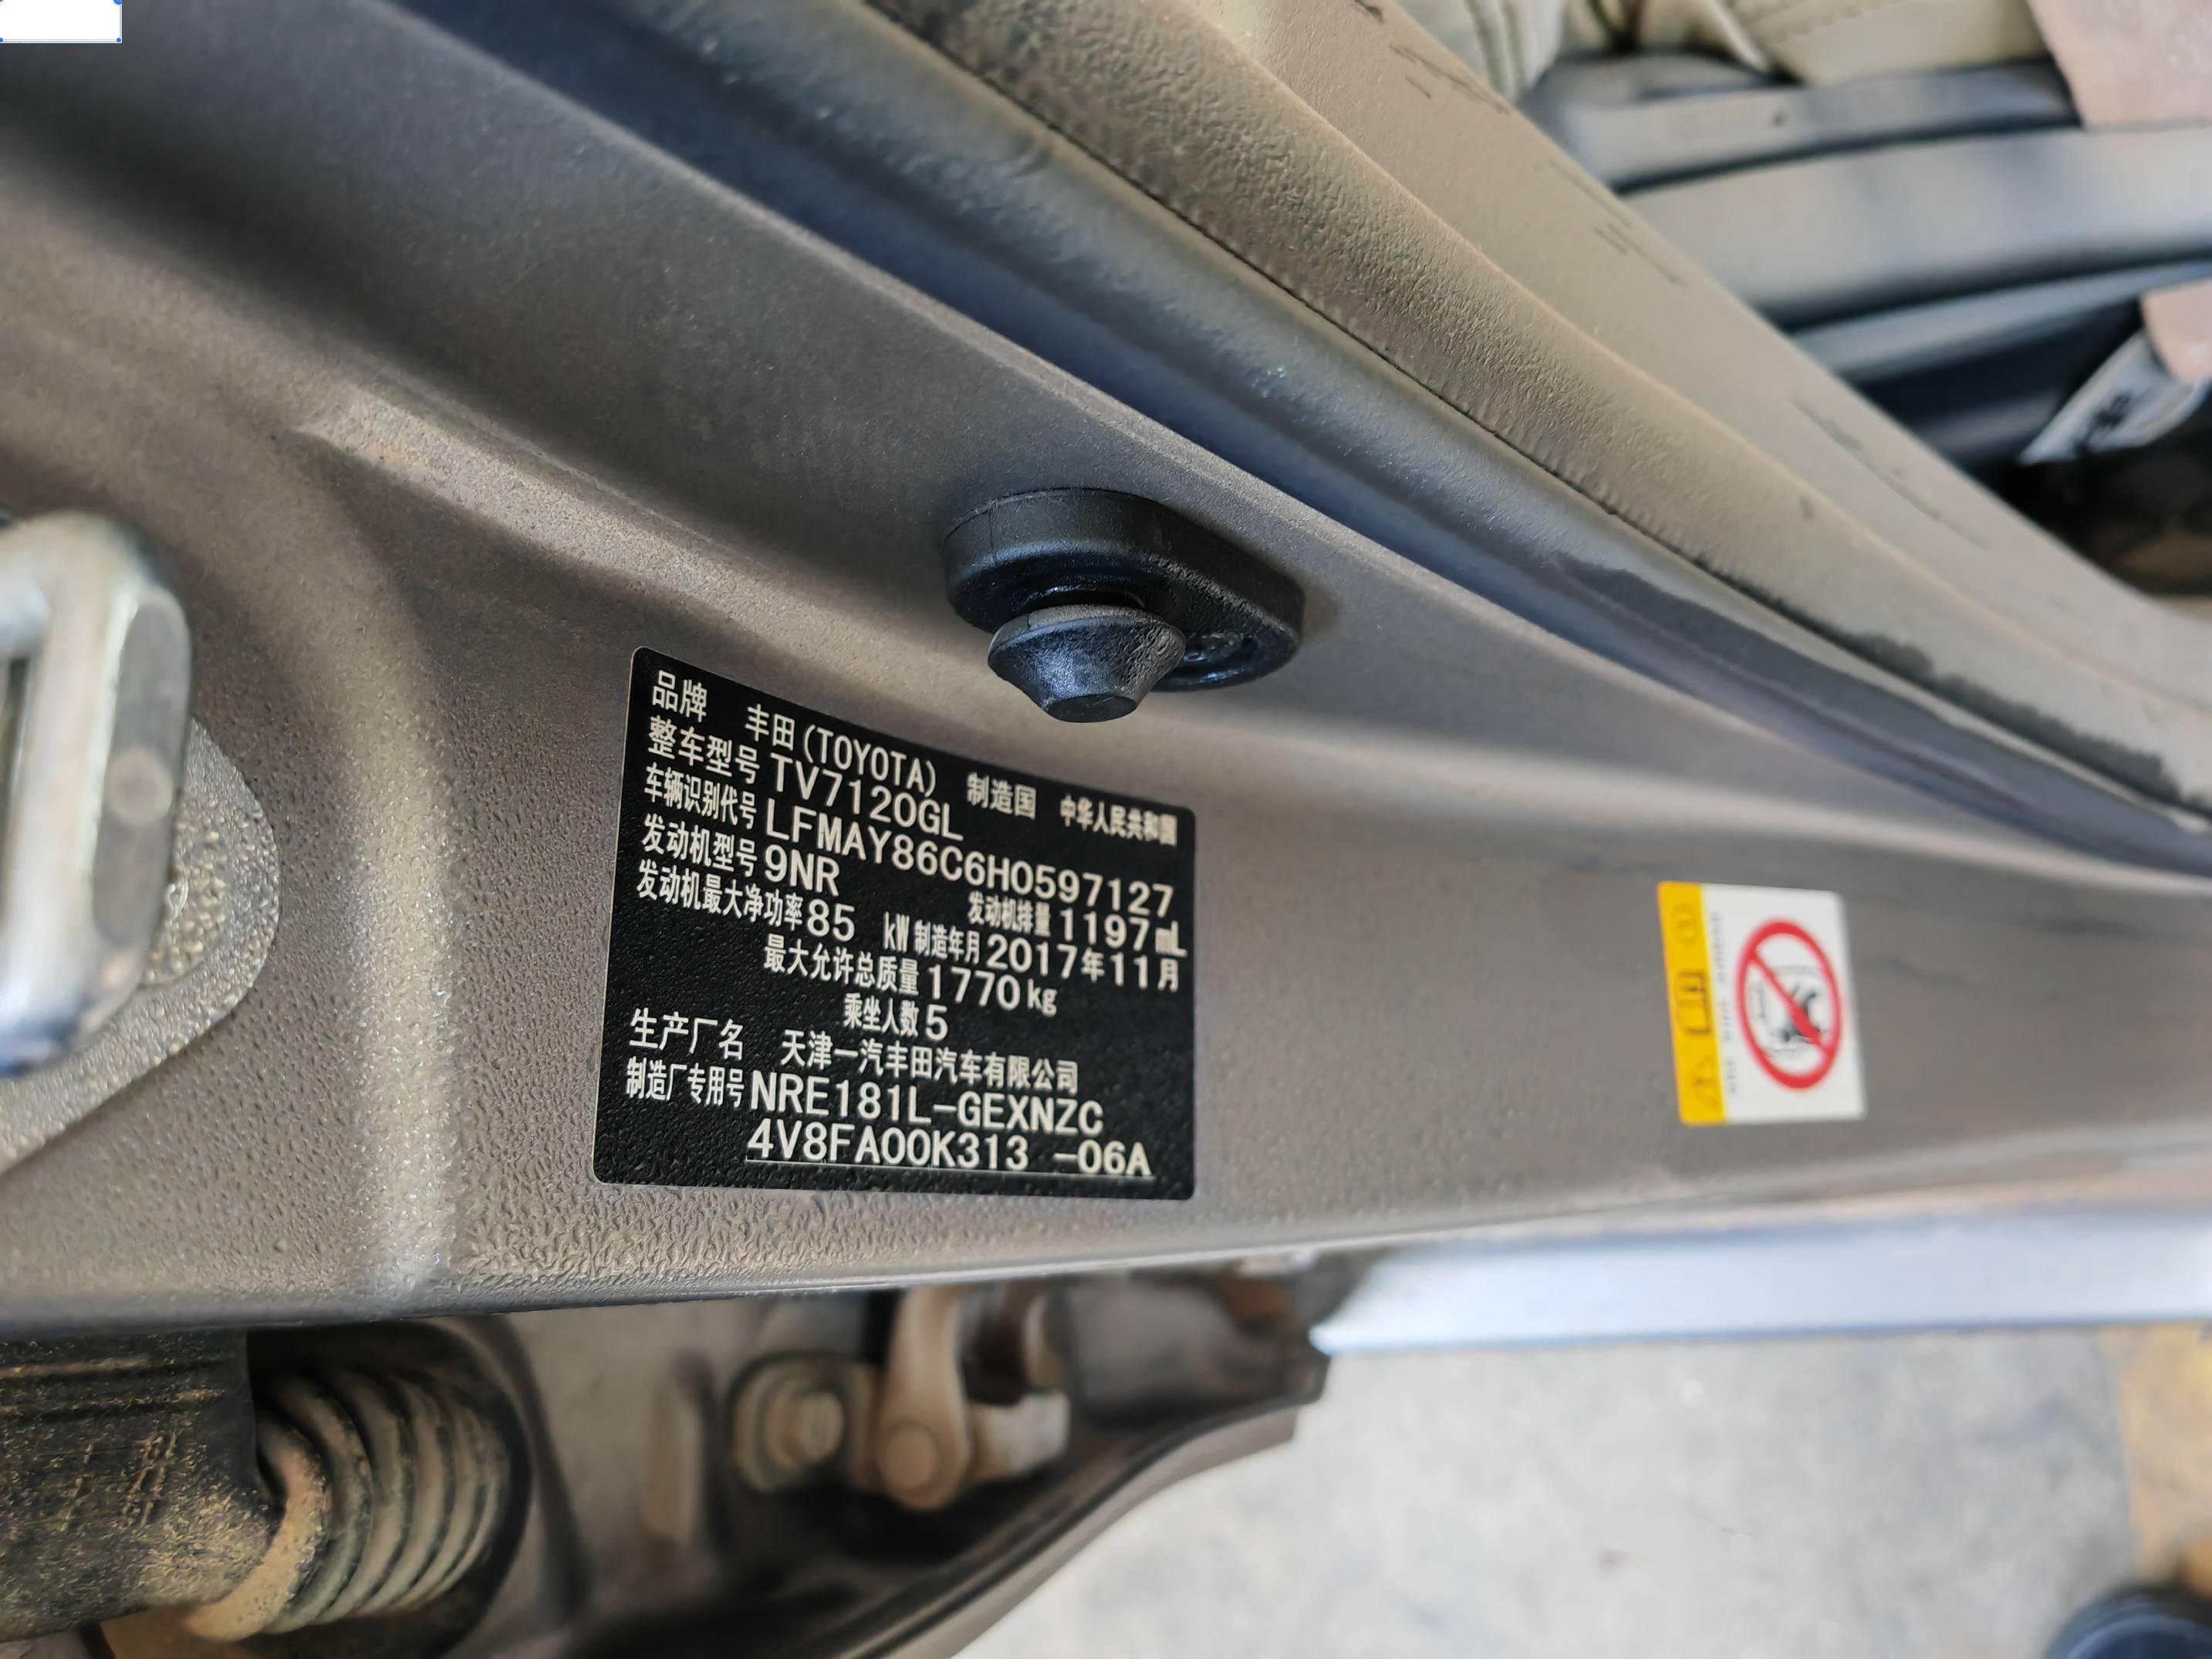 品牌 丰田(TOYOTA) 制造国 中华人民共和国
整车型号 TV7120GL
车辆识别代号 LFMAY86C6H0597127
发动机型号 9NR 发动机排量 1197mL
发动机最大净功率 85 kW 制造年月 2017年11月
最大允许总质量 1770kg
乘坐人数 5
生产厂名 天津一汽丰田汽车有限公司
制造厂专用号 NRE181L-GEXNZC
4V8FA00K313 -06A